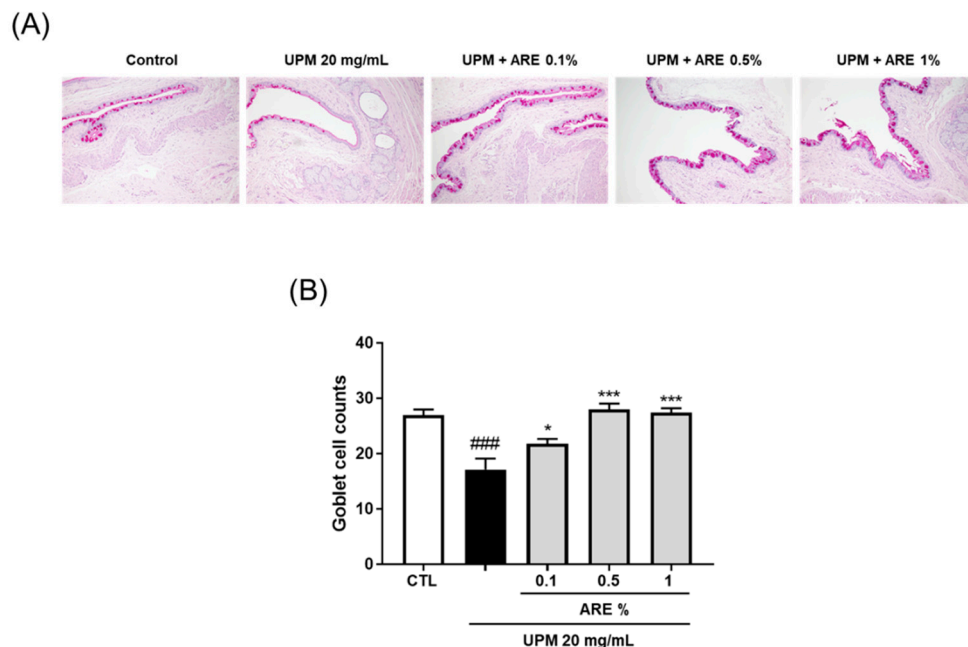 (A)
Control UPM 20 mg/mL UPM + ARE 0.1% UPM + ARE 0.5% UPM + ARE 1%
(B)
Goblet cell counts
40
30
20
10
0
###
*
***
***
CTL 0.1 0.5 1
ARE %
UPM 20 mg/mL